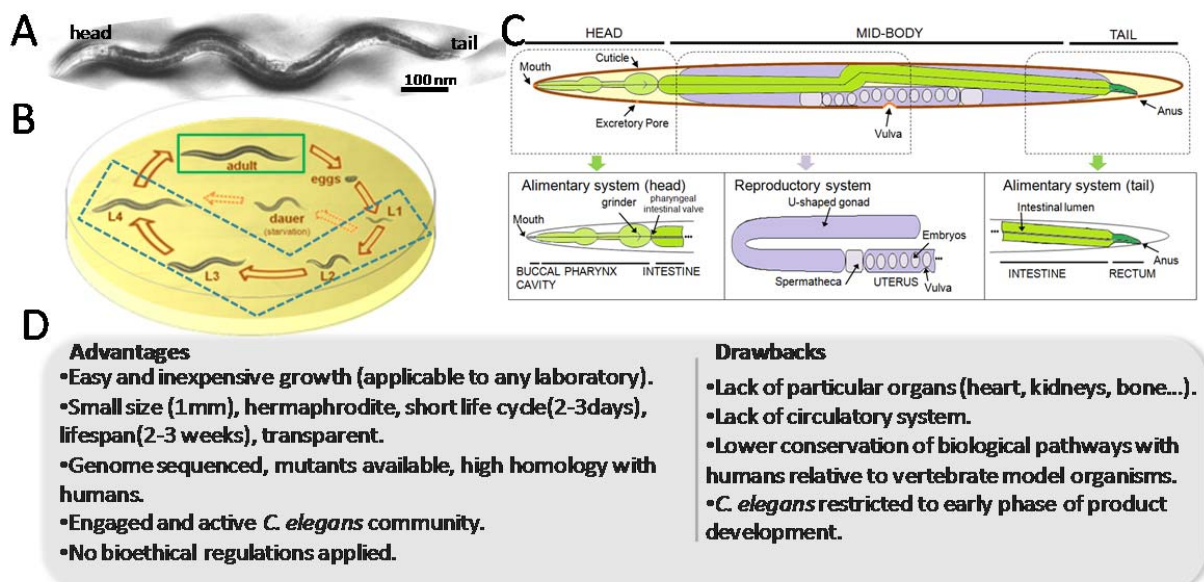 A
head
tail
100 nm
B
adult
eggs
L1
L2
L3
L4
dauer
(starvation)
C
HEAD
MID-BODY
TAIL
Mouth
Cuticle
Excretory Pore
Vulva
Anus
Alimentary system (head)
grinder
pharyngeal
intestinal valve
Mouth
...
BUCCAL PHARYNX INTESTINE
CAVITY
Reproductory system
U-shaped gonad
Embryos
...
Spermatheca
UTERUS
Vulva
Alimentary system (tail)
Intestinal lumen
...
Anus
INTESTINE RECTUM
D
Advantages
•Easy and inexpensive growth (applicable to any laboratory).
•Small size (1mm), hermaphrodite, short life cycle(2-3days),
lifespan(2-3 weeks), transparent.
•Genome sequenced, mutants available, high homology with
humans.
•Engaged and active C. elegans community.
•No bioethical regulations applied.
Drawbacks
•Lack of particular organs (heart, kidneys, bone...).
•Lack of circulatory system.
•Lower conservation of biological pathways with
humans relative to vertebrate model organisms.
•C. elegans restricted to early phase of product
development.